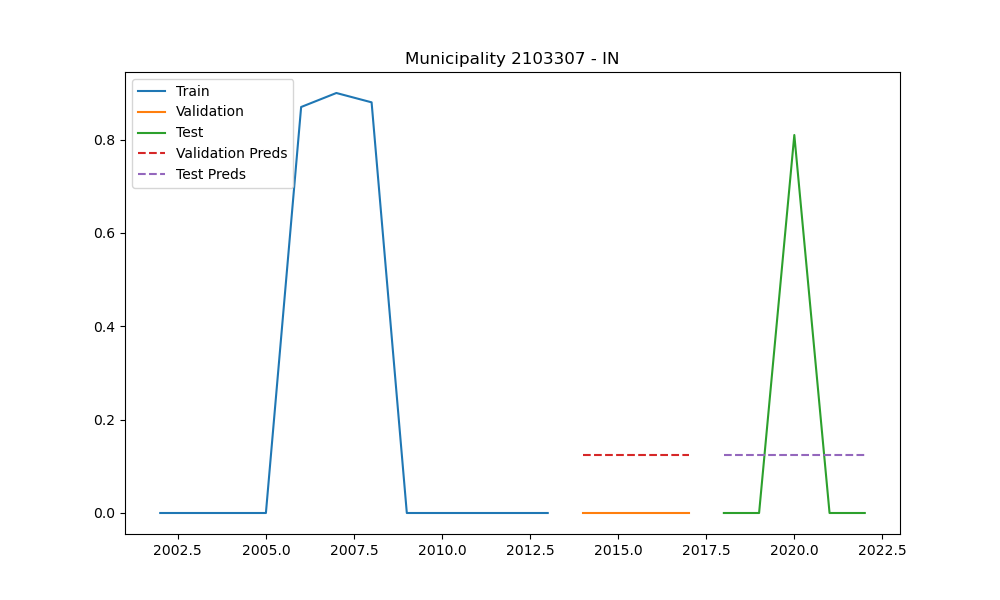 Municipality 2103307 - IN
Train
Validation
Test
Validation Preds
Test Preds
0.8
0.6
0.4
0.2
0.0
2002.5 2005.0 2007.5 2010.0 2012.5 2015.0 2017.5 2020.0 2022.5